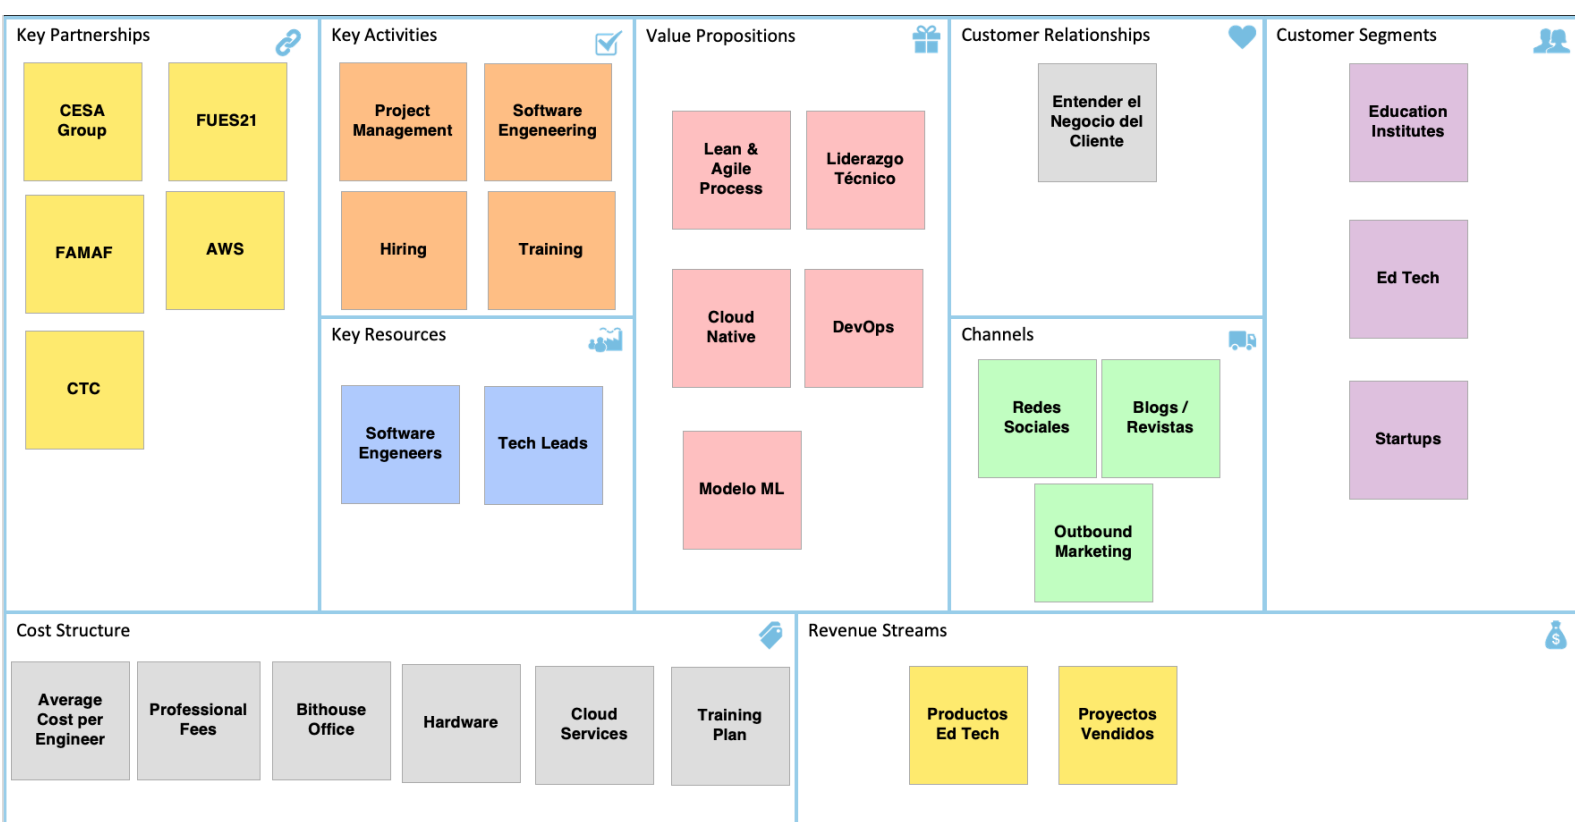 Key Partnerships
CESA
Group
FUES21
FAMAF
AWS
CTC
Key Activities
Project
Management
Software
Engeneering
Hiring
Training
Key Resources
Software
Engeneers
Tech Leads
Value Propositions
Lean &
Agile
Process
Liderazgo
Técnico
Cloud
Native
DevOps
Modelo ML
Customer Relationships
Entender el
Negocio del
Cliente
Channels
Redes
Sociales
Blogs /
Revistas
Outbound
Marketing
Customer Segments
Education
Institutes
Ed Tech
Startups
Cost Structure
Average
Cost per
Engineer
Professional
Fees
Bithouse
Office
Hardware
Cloud
Services
Training
Plan
Revenue Streams
$
Productos
Ed Tech
Proyectos
Vendidos